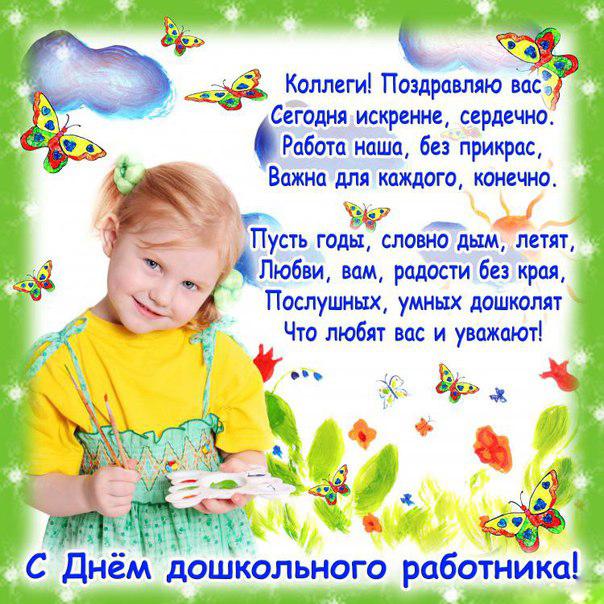 Коллеги! Поздравляю вас
Сегодня искренне, сердечно.
Работа наша, без прикрас,
Важна для каждого, конечно.
Пусть годы, словно дым, летят,
Любви, вам, радости без края,
Послушных, умных дошколят
Что любят вас и уважают!
С Днём дошкольного работника!